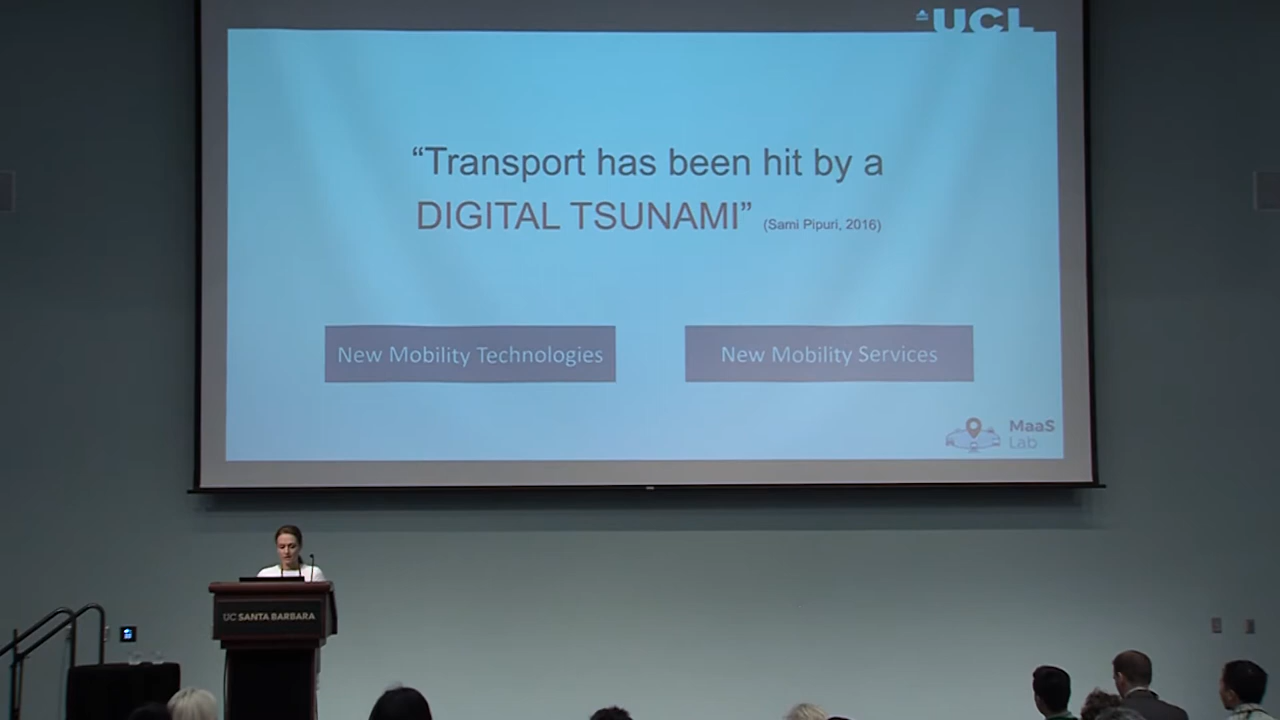 UCL
“Transport has been hit by a
DIGITAL TSUNAMI” (Sami Pipuri, 2016)
New Mobility Technologies
New Mobility Services
MaaS
Lab
UC SANTA BARBARA